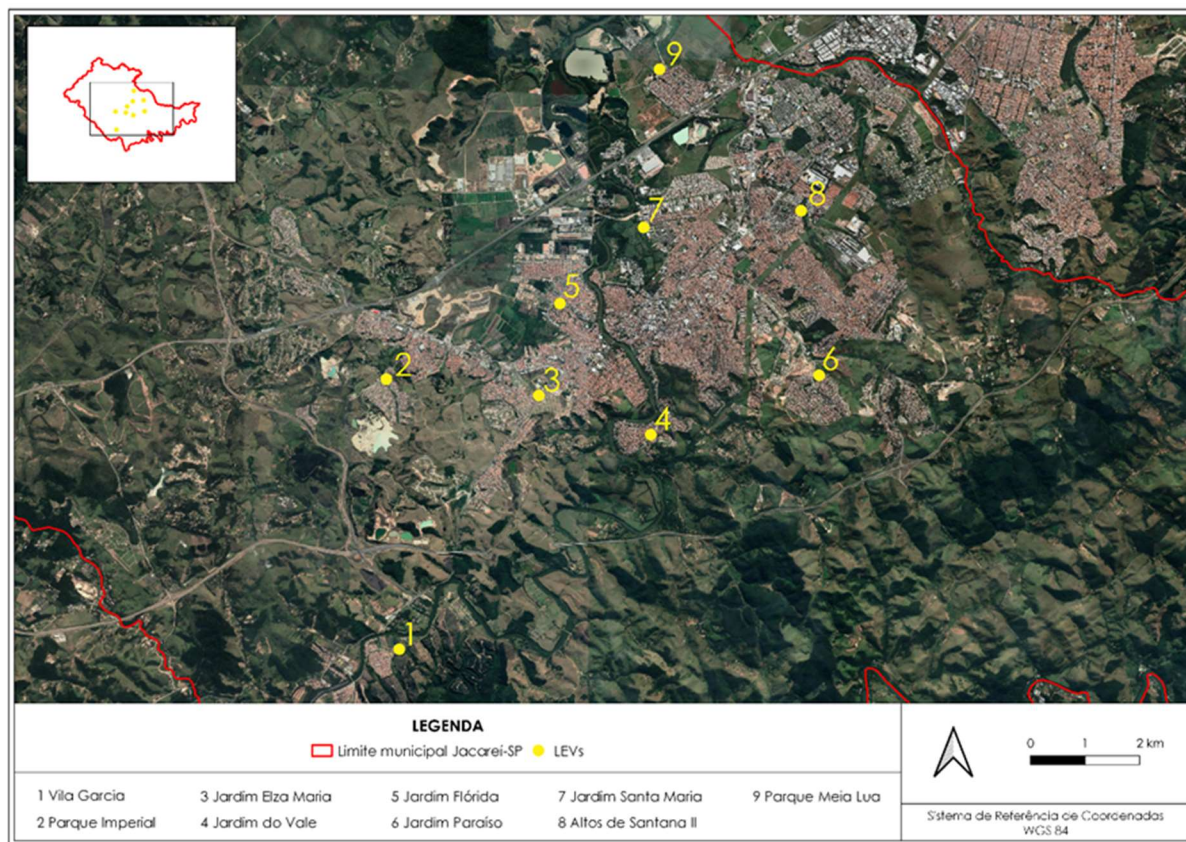 9
8
7
5
6
2
3
4
1
LEGENDA
Limite municipal Jacareí-SP LEVs
0 1 2 km
1 Vila Garcia 3 Jardim Elza Maria 5 Jardim Flórida 7 Jardim Santa Maria 9 Parque Meia Lua
2 Parque Imperial 4 Jardim do Vale 6 Jardim Paraíso 8 Altos de Santana II
Sistema de Referência de Coordenadas
WGS 84